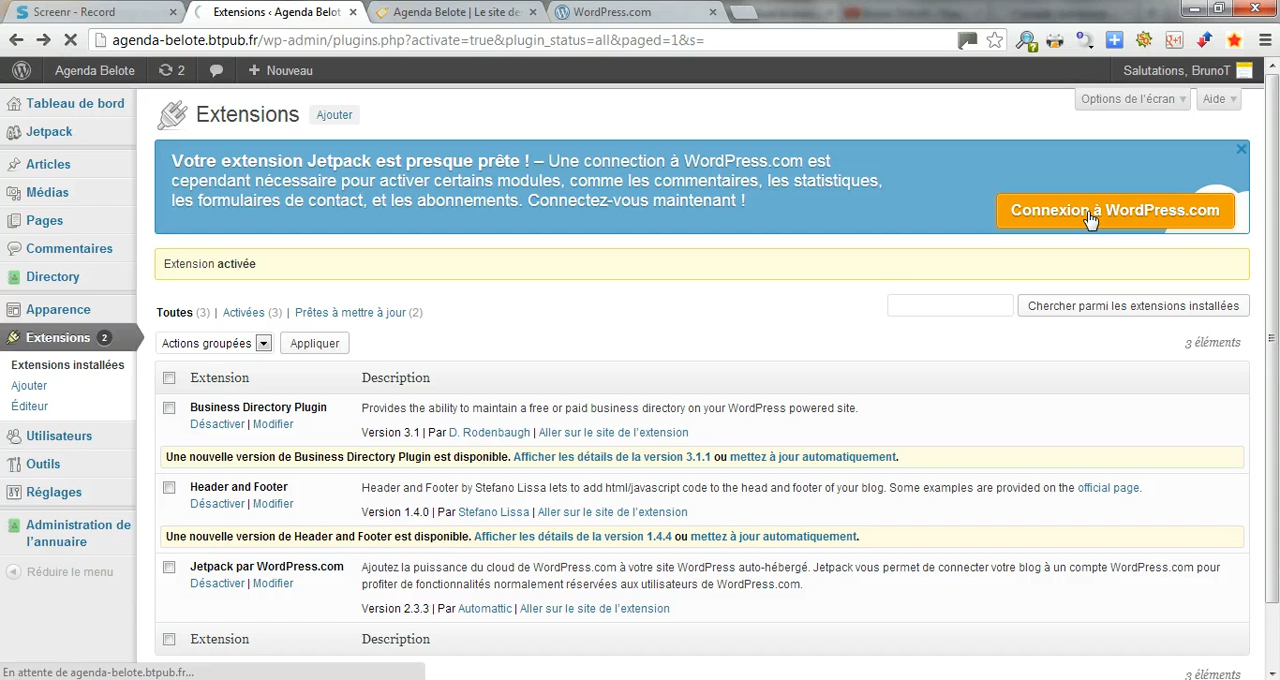 Screenr - Record
Extensions ‹ Agenda Belot
Agenda Belote | Le site de
WordPress.com
agenda-belote.btpub.fr/wp-admin/plugins.php?activate=true&plugin_status=all&paged=1&s=
Agenda Belote
2
Nouveau
Salutations, BrunoT
Tableau de bord
Jetpack
Articles
Médias
Pages
Commentaires
Directory
Apparence
Extensions 2
Extensions installées
Ajouter
Éditeur
Utilisateurs
Outils
Réglages
Administration de
l'annuaire
Réduire le menu
Options de l'écran
Aide
Extensions
Ajouter
Votre extension Jetpack est presque prête ! – Une connection à WordPress.com est
cependant nécessaire pour activer certains modules, comme les commentaires, les statistiques,
les formulaires de contact, et les abonnements. Connectez-vous maintenant !
Connexion à WordPress.com
Extension activée
Toutes (3) | Activées (3) | Prêtes à mettre à jour (2)
Chercher parmi les extensions installées
Actions groupées
Appliquer
3 éléments
Extension
Description
Business Directory Plugin
Provides the ability to maintain a free or paid business directory on your WordPress powered site.
Désactiver | Modifier
Version 3.1 | Par D. Rodenbaugh | Aller sur le site de l'extension
Une nouvelle version de Business Directory Plugin est disponible. Afficher les détails de la version 3.1.1 ou mettez à jour automatiquement.
Header and Footer
Header and Footer by Stefano Lissa lets to add html/javascript code to the head and footer of your blog. Some examples are provided on the official page.
Désactiver | Modifier
Version 1.4.0 | Par Stefano Lissa | Aller sur le site de l'extension
Une nouvelle version de Header and Footer est disponible. Afficher les détails de la version 1.4.4 ou mettez à jour automatiquement.
Jetpack par WordPress.com
Ajoutez la puissance du cloud de WordPress.com à votre site WordPress auto-hébergé. Jetpack vous permet de connecter votre blog à un compte WordPress.com pour
profiter de fonctionnalités normalement réservées aux utilisateurs de WordPress.com.
Désactiver | Modifier
Version 2.3.3 | Par Automattic | Aller sur le site de l'extension
Extension
Description
3 éléments
En attente de agenda-belote.btpub.fr...